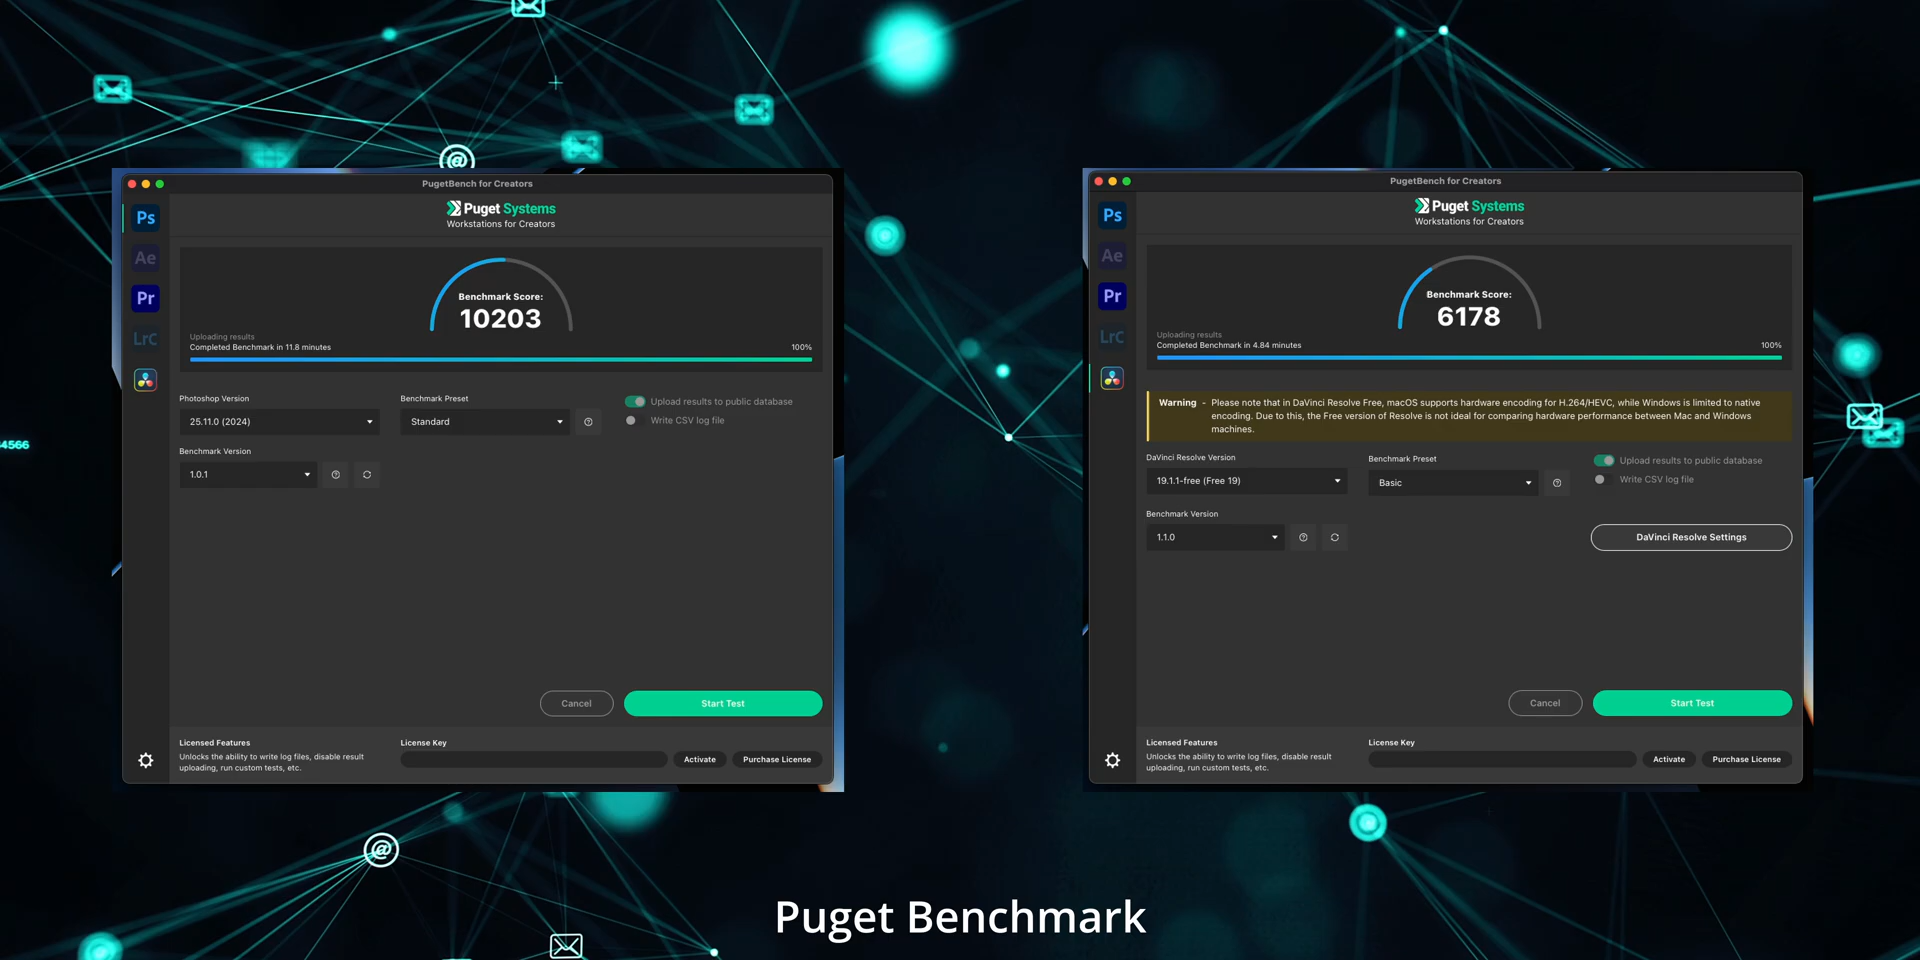 4566
PugetBench for Creators
Puget Systems
Workstations for Creators
Ps
Ae
Pr
LrC
Benchmark Score:
10203
Uploading results
Completed Benchmark in 11.8 minutes
100%
Photoshop Version
25.11.0 (2024)
Benchmark Preset
Standard
Upload results to public database
Write CSV log file
Benchmark Version
1.0.1
Cancel
Start Test
Licensed Features
Unlocks the ability to write log files, disable result
uploading, run custom tests, etc.
License Key
Activate
Purchase License
PugetBench for Creators
Puget Systems
Workstations for Creators
Ps
Ae
Pr
LrC
Benchmark Score:
6178
Uploading results
Completed Benchmark in 4.84 minutes
100%
Warning - Please note that in DaVinci Resolve Free, macOS supports hardware encoding for H.264/HEVC, while Windows is limited to native
encoding. Due to this, the Free version of Resolve is not ideal for comparing hardware performance between Mac and Windows
machines.
DaVinci Resolve Version
19.1.1-free (Free 19)
Benchmark Preset
Basic
Upload results to public database
Write CSV log file
Benchmark Version
1.1.0
DaVinci Resolve Settings
Cancel
Start Test
Licensed Features
Unlocks the ability to write log files, disable result
uploading, run custom tests, etc.
License Key
Activate
Purchase License
Puget Benchmark